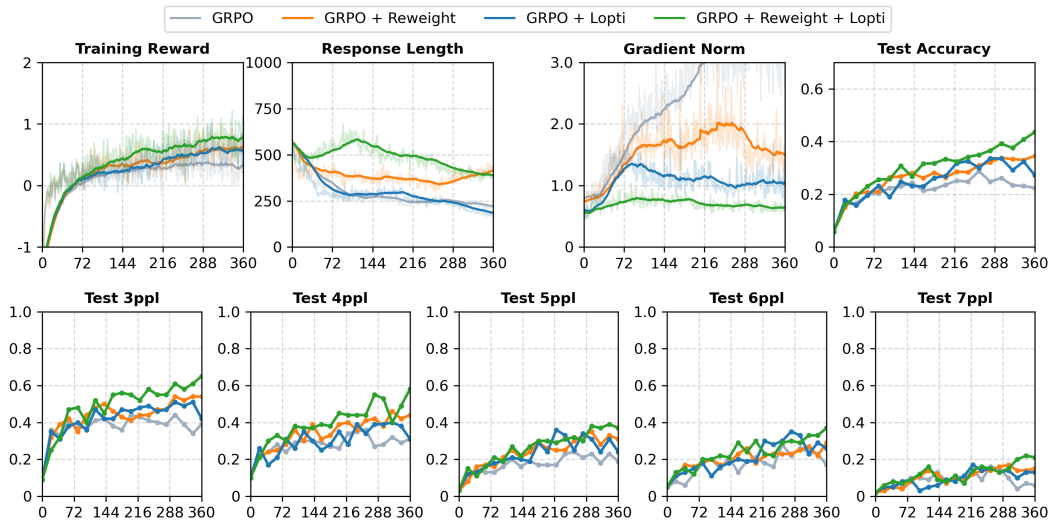 GRPO GRPO + Reweight GRPO + Lopti GRPO + Reweight + Lopti
Training Reward Response Length Gradient Norm Test Accuracy
2 1000 3.0 0.6
1 750 2.0 0.4
0 500 1.0 0.2
-1 250 0 0
0
0 72 144 216 288 360 0 72 144 216 288 360 0 72 144 216 288 360 0 72 144 216 288 360
Test 3ppl Test 4ppl Test 5ppl Test 6ppl Test 7ppl
1.0 1.0 1.0 1.0 1.0
0.8 0.8 0.8 0.8 0.8
0.6 0.6 0.6 0.6 0.6
0.4 0.4 0.4 0.4 0.4
0.2 0.2 0.2 0.2 0.2
0 0 0 0 0
0 72 144 216 288 360 0 72 144 216 288 360 0 72 144 216 288 360 0 72 144 216 288 360 0 72 144 216 288 360